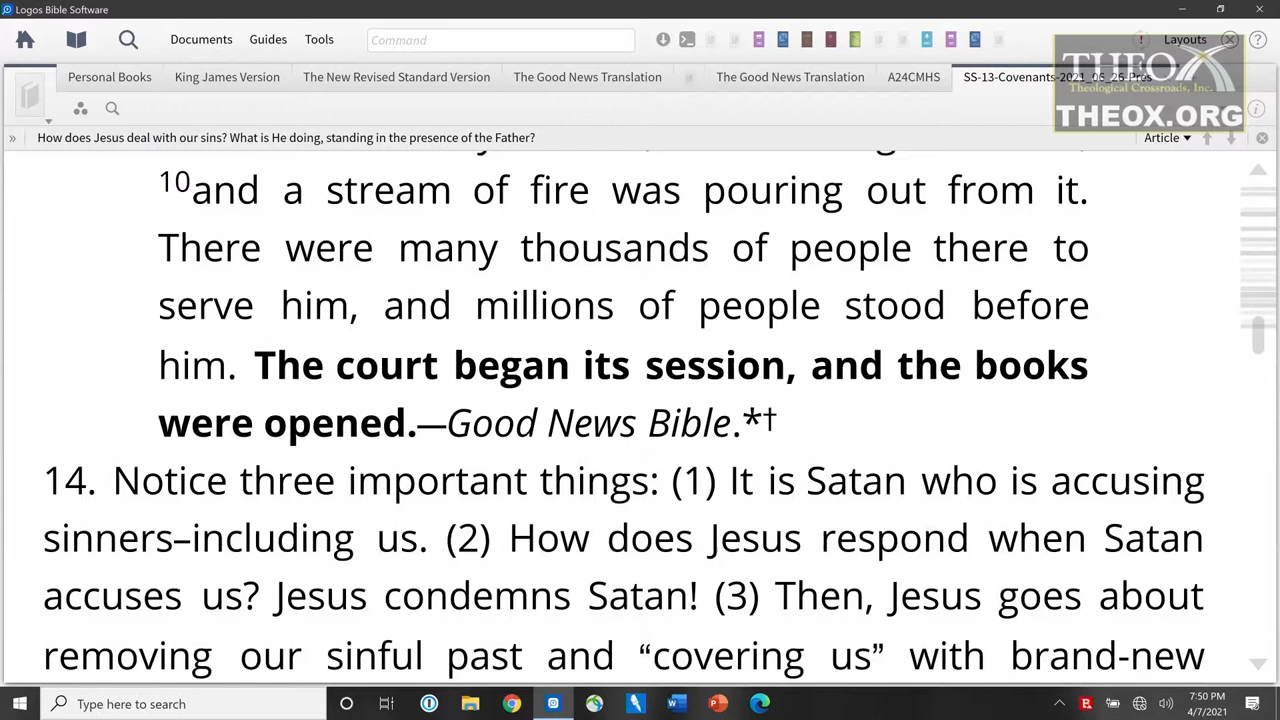 Logos Bible Software
Documents Guides Tools Command Layouts
THEOX
Theological Crossroads, Inc.
THEOX.ORG
Personal Books King James Version The New Revised Standard Version The Good News Translation The Good News Translation A24CMHS SS-13-Covenants-2021_06_26.Pres
» How does Jesus deal with our sins? What is He doing, standing in the presence of the Father? Article
10and a stream of fire was pouring out from it.
There were many thousands of people there to
serve him, and millions of people stood before
him. The court began its session, and the books
were opened.—Good News Bible.*†
14. Notice three important things: (1) It is Satan who is accusing
sinners–including us. (2) How does Jesus respond when Satan
accuses us? Jesus condemns Satan! (3) Then, Jesus goes about
removing our sinful past and “covering us” with brand-new
Type here to search
7:50 PM
4/7/2021